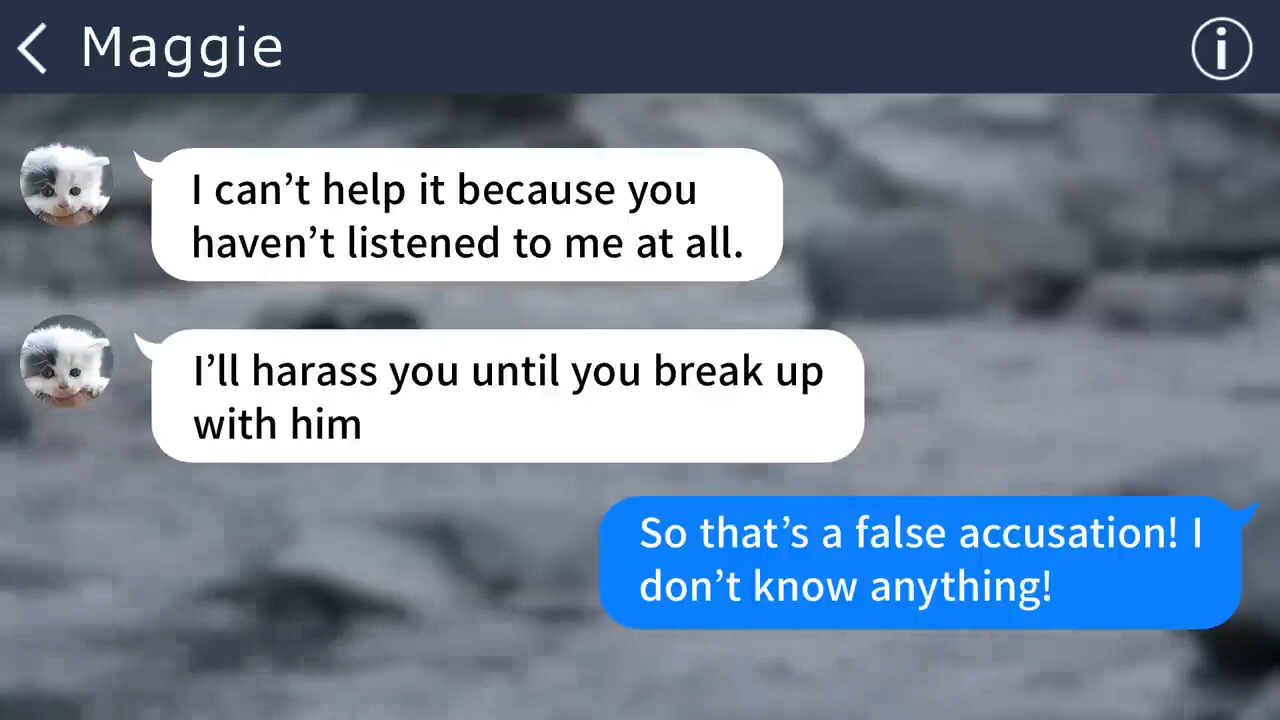 Maggie
I can’t help it because you
haven’t listened to me at all.
I’ll harass you until you break up
with him
So that’s a false accusation! I
don’t know anything!